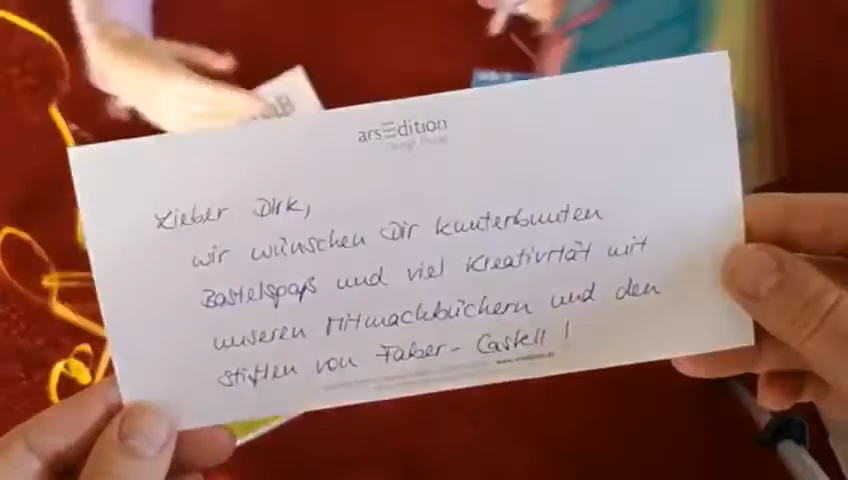 arsEdition
Lieber Dirk,
wir wünschen Dir kunterbunten
Bastelspaß und viel Kreativität mit
unseren Mitmachbüchern und den
Stiften von Faber-Castell!